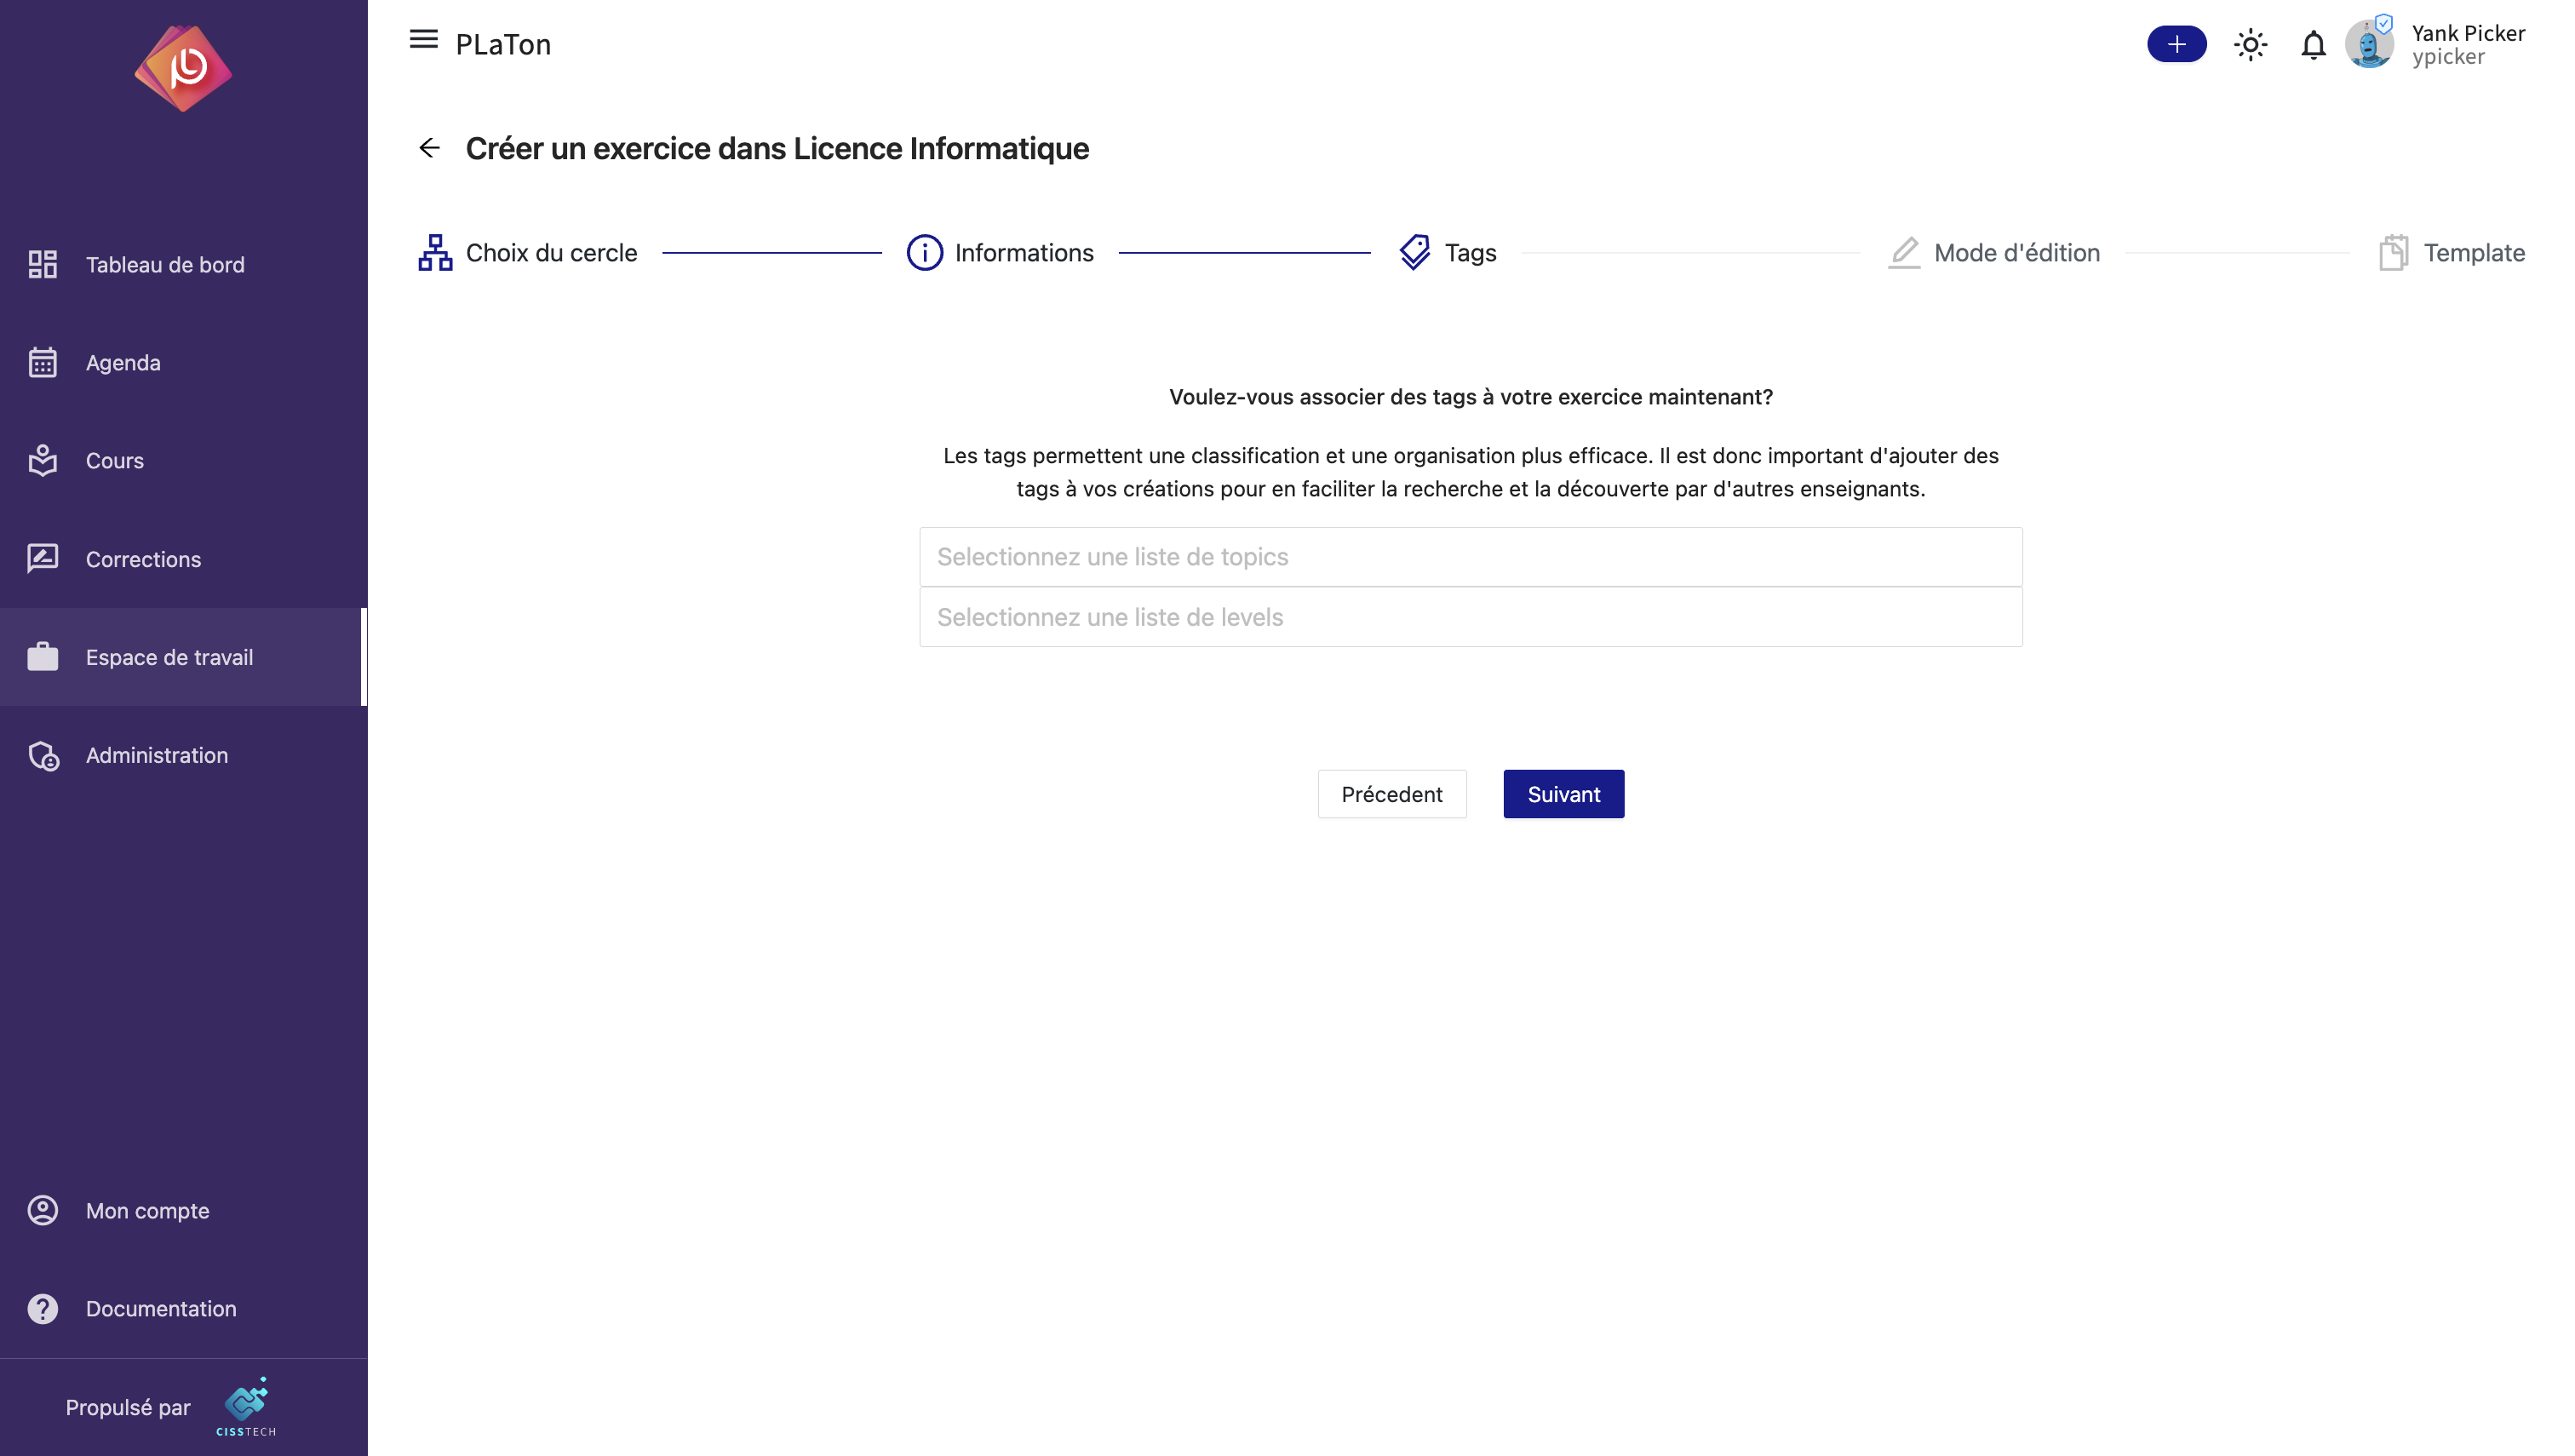 PLaTon
Yank Picker
ypicker
Créer un exercice dans Licence Informatique
Choix du cercle
Informations
Tags
Mode d'édition
Template
Tableau de bord
Agenda
Cours
Corrections
Espace de travail
Administration
Voulez-vous associer des tags à votre exercice maintenant?
Les tags permettent une classification et une organisation plus efficace. Il est donc important d'ajouter des
tags à vos créations pour en faciliter la recherche et la découverte par d'autres enseignants.
Selectionnez une liste de topics
Selectionnez une liste de levels
Précedent
Suivant
Mon compte
Documentation
Propulsé par
CISSTECH